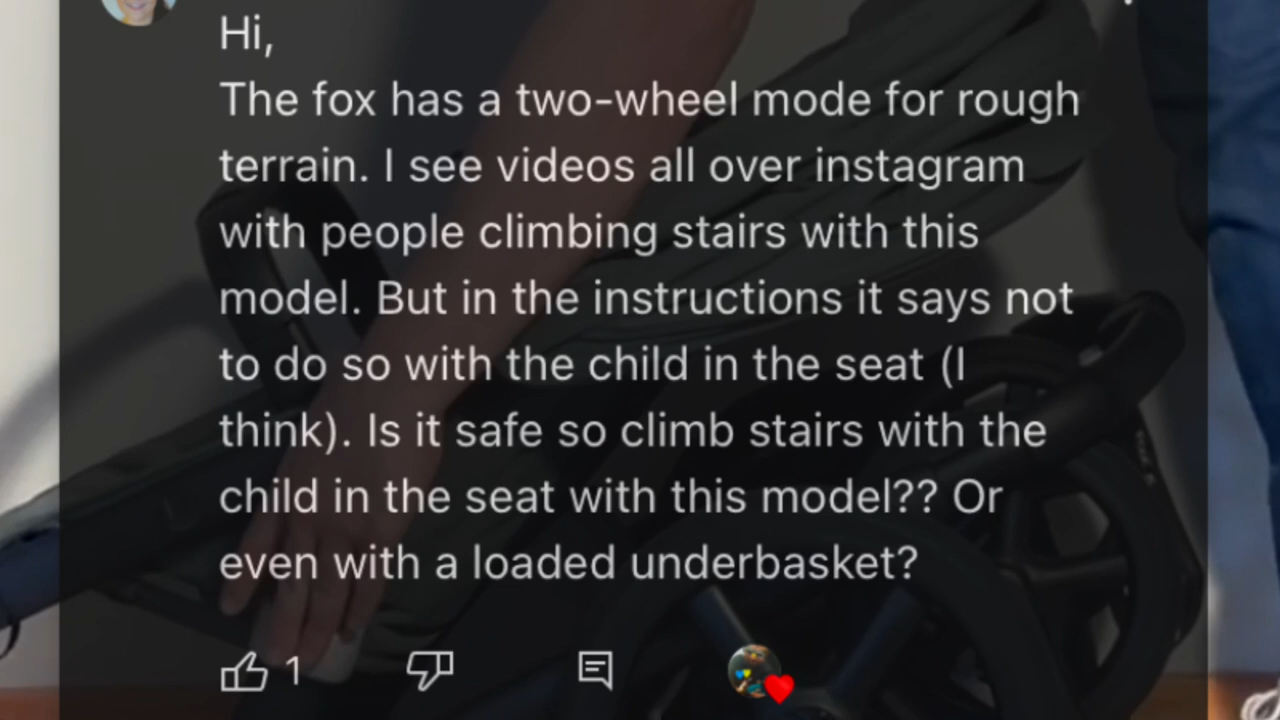 Hi,
The fox has a two-wheel mode for rough
terrain. I see videos all over instagram
with people climbing stairs with this
model. But in the instructions it says not
to do so with the child in the seat (I
think). Is it safe so climb stairs with the
child in the seat with this model?? Or
even with a loaded underbasket?
1